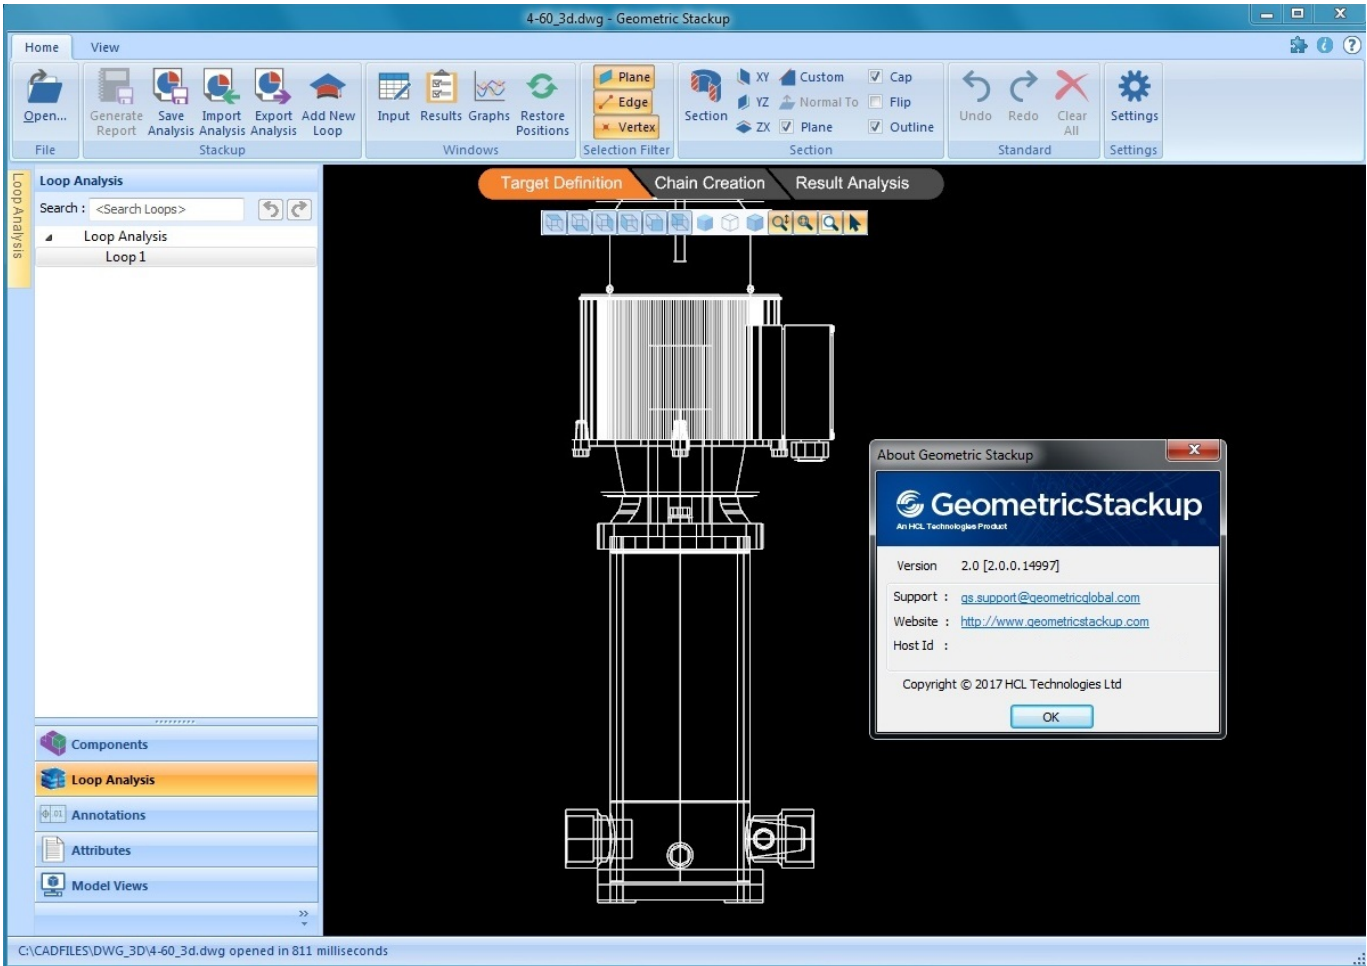 4-60_3d.dwg - Geometric Stackup
Home View
Open...
Generate Report
Save Analysis
Import Analysis
Export Analysis
Add New Loop
Input
Results
Graphs
Restore Positions
Plane
Edge
Vertex
Section
XY
YZ
ZX
Custom
Normal To
Plane
Cap
Flip
Outline
Undo
Redo
Clear All
Settings
File
Stackup
Windows
Selection Filter
Section
Standard
Settings
Loop Analysis
Loop Analysis
Search : <Search Loops>
Loop Analysis
Loop 1
Target Definition Chain Creation Result Analysis
About Geometric Stackup
GeometricStackup
An HCL Technologies Product
Version 2.0 [2.0.0.14997]
Support : gs.support@geometricglobal.com
Website : http://www.geometricstackup.com
Host Id :
Copyright © 2017 HCL Technologies Ltd
OK
Components
Loop Analysis
.01 Annotations
Attributes
Model Views
C:\CADFILES\DWG_3D\4-60_3d.dwg opened in 811 milliseconds